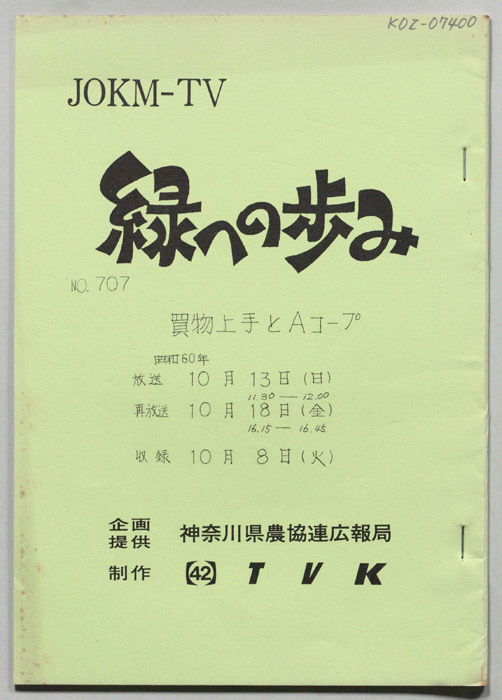 KOZ-07400
JOKM-TV
緑への歩み
NO. 707
買物上手とAコープ
昭和60年
放送 10月13日(日)
11.30 ― 12.00
再放送 10月18日(金)
16.15 ― 16.45
収録 10月8日(火)
企画
提供 神奈川県農協連広報局
制作 【42】 TVK